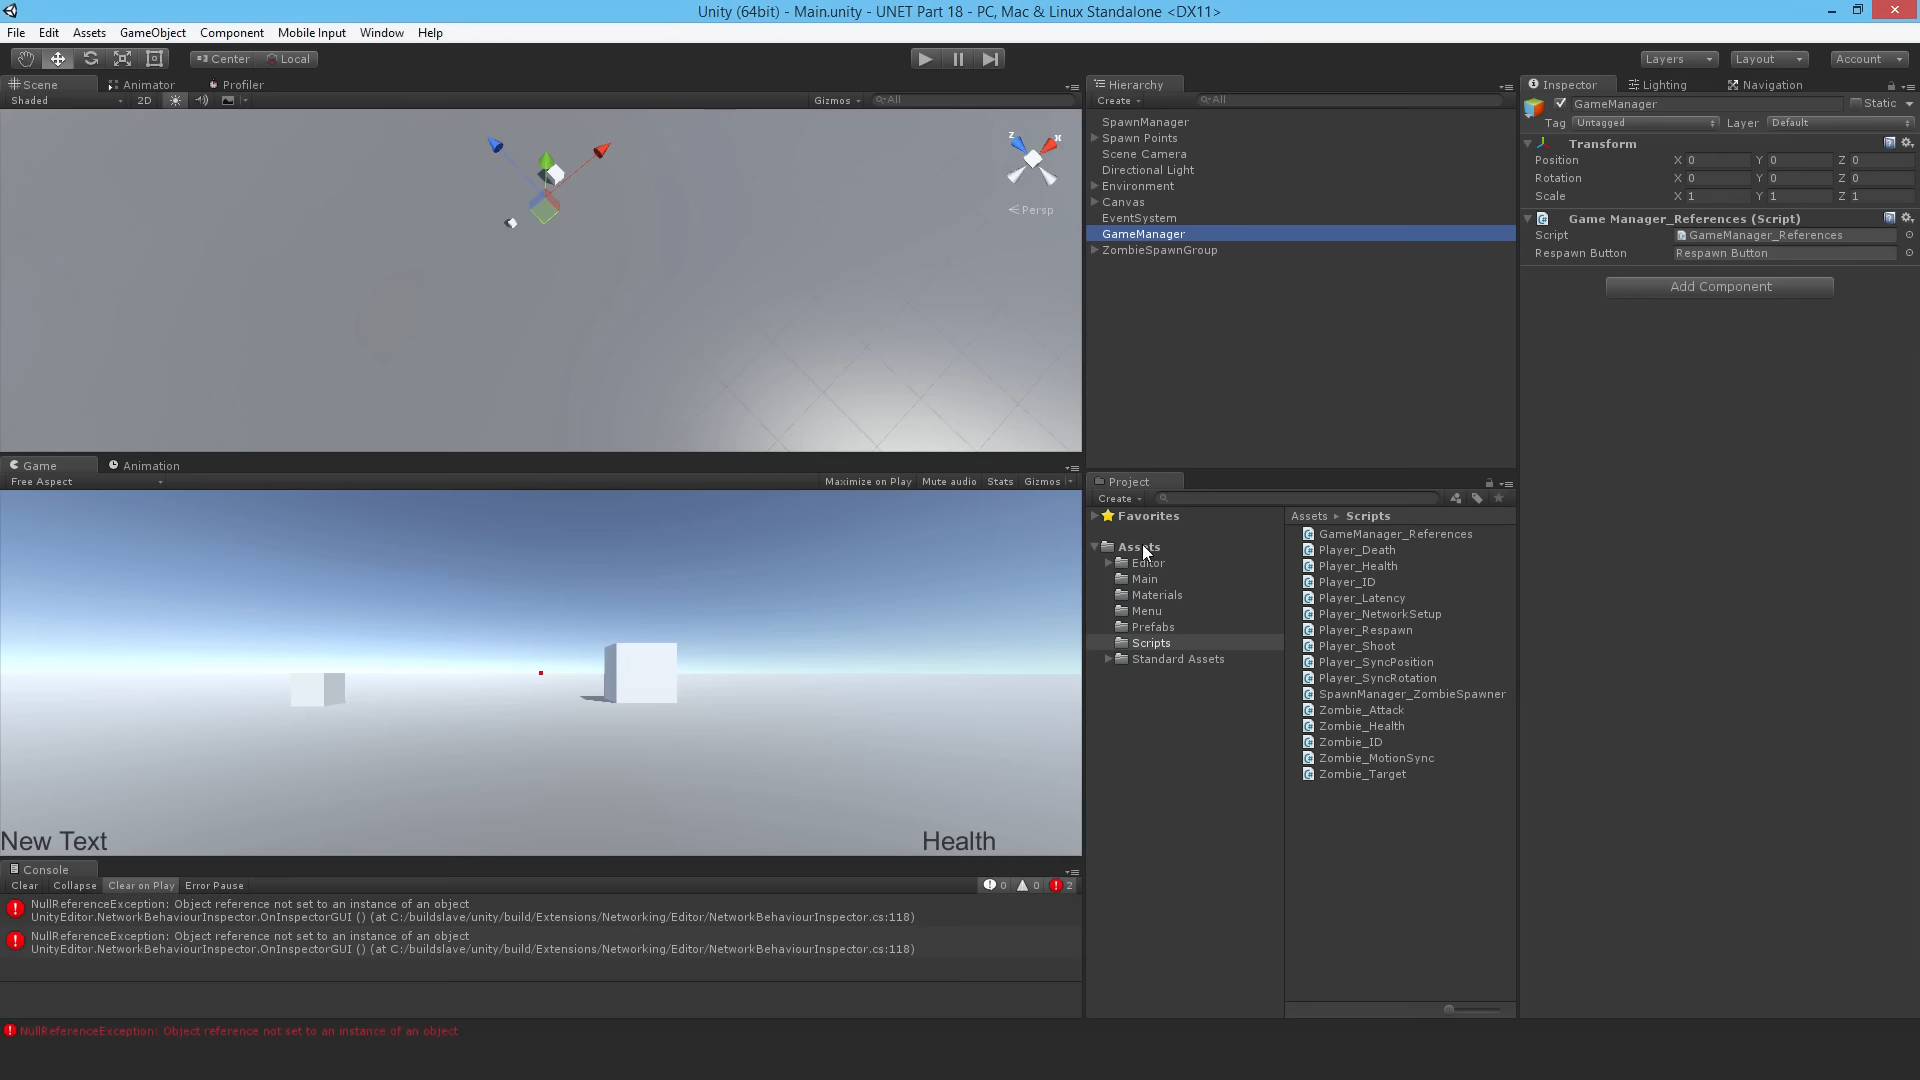 Unity (64bit) - Main.unity - UNET Part 18 - PC, Mac & Linux Standalone <DX11>
File Edit Assets GameObject Component Mobile Input Window Help
Center Local
Layers Layout Account
Scene Animator Profiler
Shaded 2D Gizmos All
z x
Persp
Game Animation
Free Aspect Maximize on Play Mute audio Stats Gizmos
New Text Health
Console
Clear Collapse Clear on Play Error Pause 0 0 2
NullReferenceException: Object reference not set to an instance of an object
UnityEditor.NetworkBehaviourInspector.OnInspectorGUI () (at C:/buildslave/unity/build/Extensions/Networking/Editor/NetworkBehaviourInspector.cs:118)
NullReferenceException: Object reference not set to an instance of an object
UnityEditor.NetworkBehaviourInspector.OnInspectorGUI () (at C:/buildslave/unity/build/Extensions/Networking/Editor/NetworkBehaviourInspector.cs:118)
NullReferenceException: Object reference not set to an instance of an object
Hierarchy
Create All
SpawnManager
Spawn Points
Scene Camera
Directional Light
Environment
Canvas
EventSystem
GameManager
ZombieSpawnGroup
Project
Create
Favorites
Assets
Editor
Main
Materials
Menu
Prefabs
Scripts
Standard Assets
Assets Scripts
GameManager_References
Player_Death
Player_Health
Player_ID
Player_Latency
Player_NetworkSetup
Player_Respawn
Player_Shoot
Player_SyncPosition
Player_SyncRotation
SpawnManager_ZombieSpawner
Zombie_Attack
Zombie_Health
Zombie_ID
Zombie_MotionSync
Zombie_Target
Inspector Lighting Navigation
GameManager Static
Tag Untagged Layer Default
Transform
Position X 0 Y 0 Z 0
Rotation X 0 Y 0 Z 0
Scale X 1 Y 1 Z 1
Game Manager_References (Script)
Script GameManager_References
Respawn Button Respawn Button
Add Component